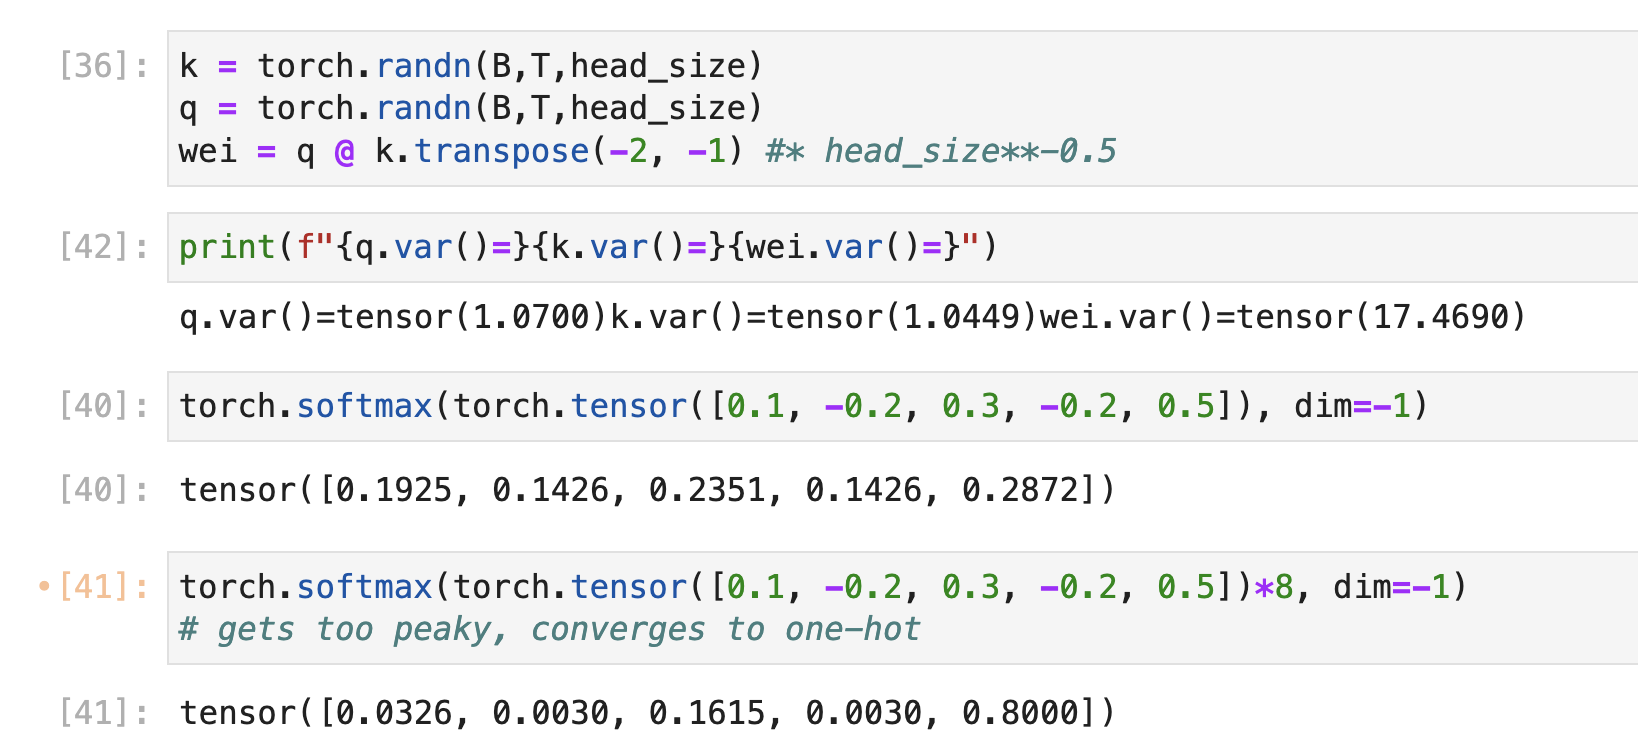 [36]: k = torch.randn(B,T,head_size)
q = torch.randn(B,T,head_size)
wei = q @ k.transpose(-2, -1) #* head_size**-0.5
[42]: print(f"{q.var()=}{k.var()=}{wei.var()=}")
q.var()=tensor(1.0700)k.var()=tensor(1.0449)wei.var()=tensor(17.4690)
[40]: torch.softmax(torch.tensor([0.1, -0.2, 0.3, -0.2, 0.5]), dim=-1)
[40]: tensor([0.1925, 0.1426, 0.2351, 0.1426, 0.2872])
•[41]: torch.softmax(torch.tensor([0.1, -0.2, 0.3, -0.2, 0.5])*8, dim=-1)
# gets too peaky, converges to one-hot
[41]: tensor([0.0326, 0.0030, 0.1615, 0.0030, 0.8000])